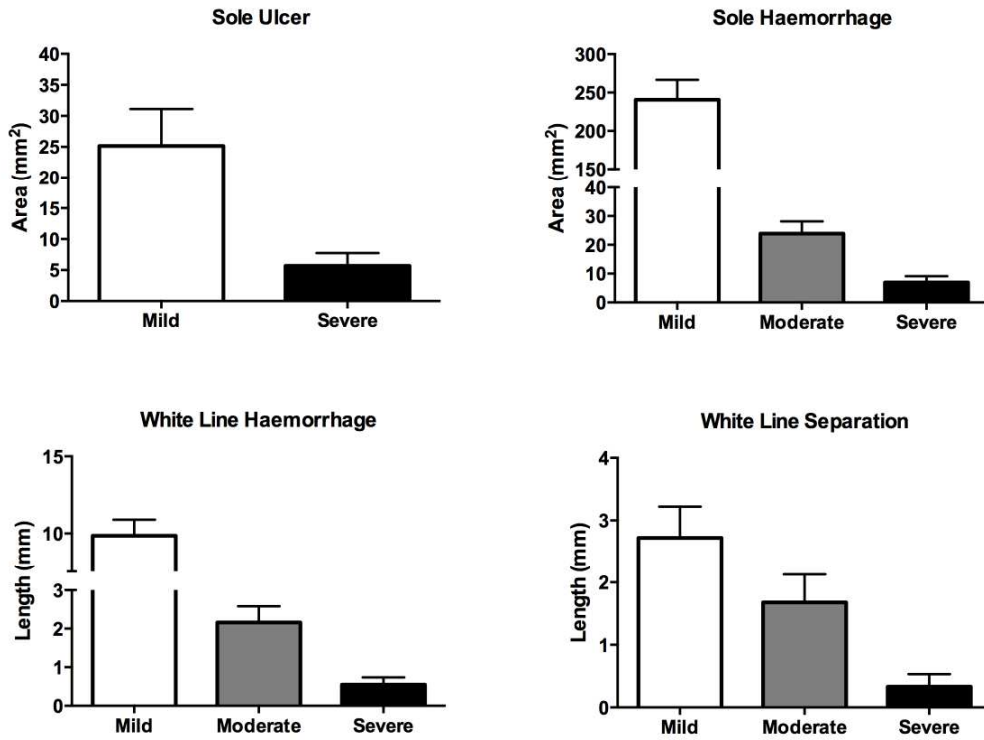 Sole Ulcer
Area (mm²)
40
35
30
25
20
15
10
5
0
Mild Severe
Sole Haemorrhage
Area (mm²)
300
250
200
150
40
30
20
10
0
Mild Moderate Severe
White Line Haemorrhage
Length (mm)
15
10
3
2
1
0
Mild Moderate Severe
White Line Separation
Length (mm)
4
3
2
1
0
Mild Moderate Severe